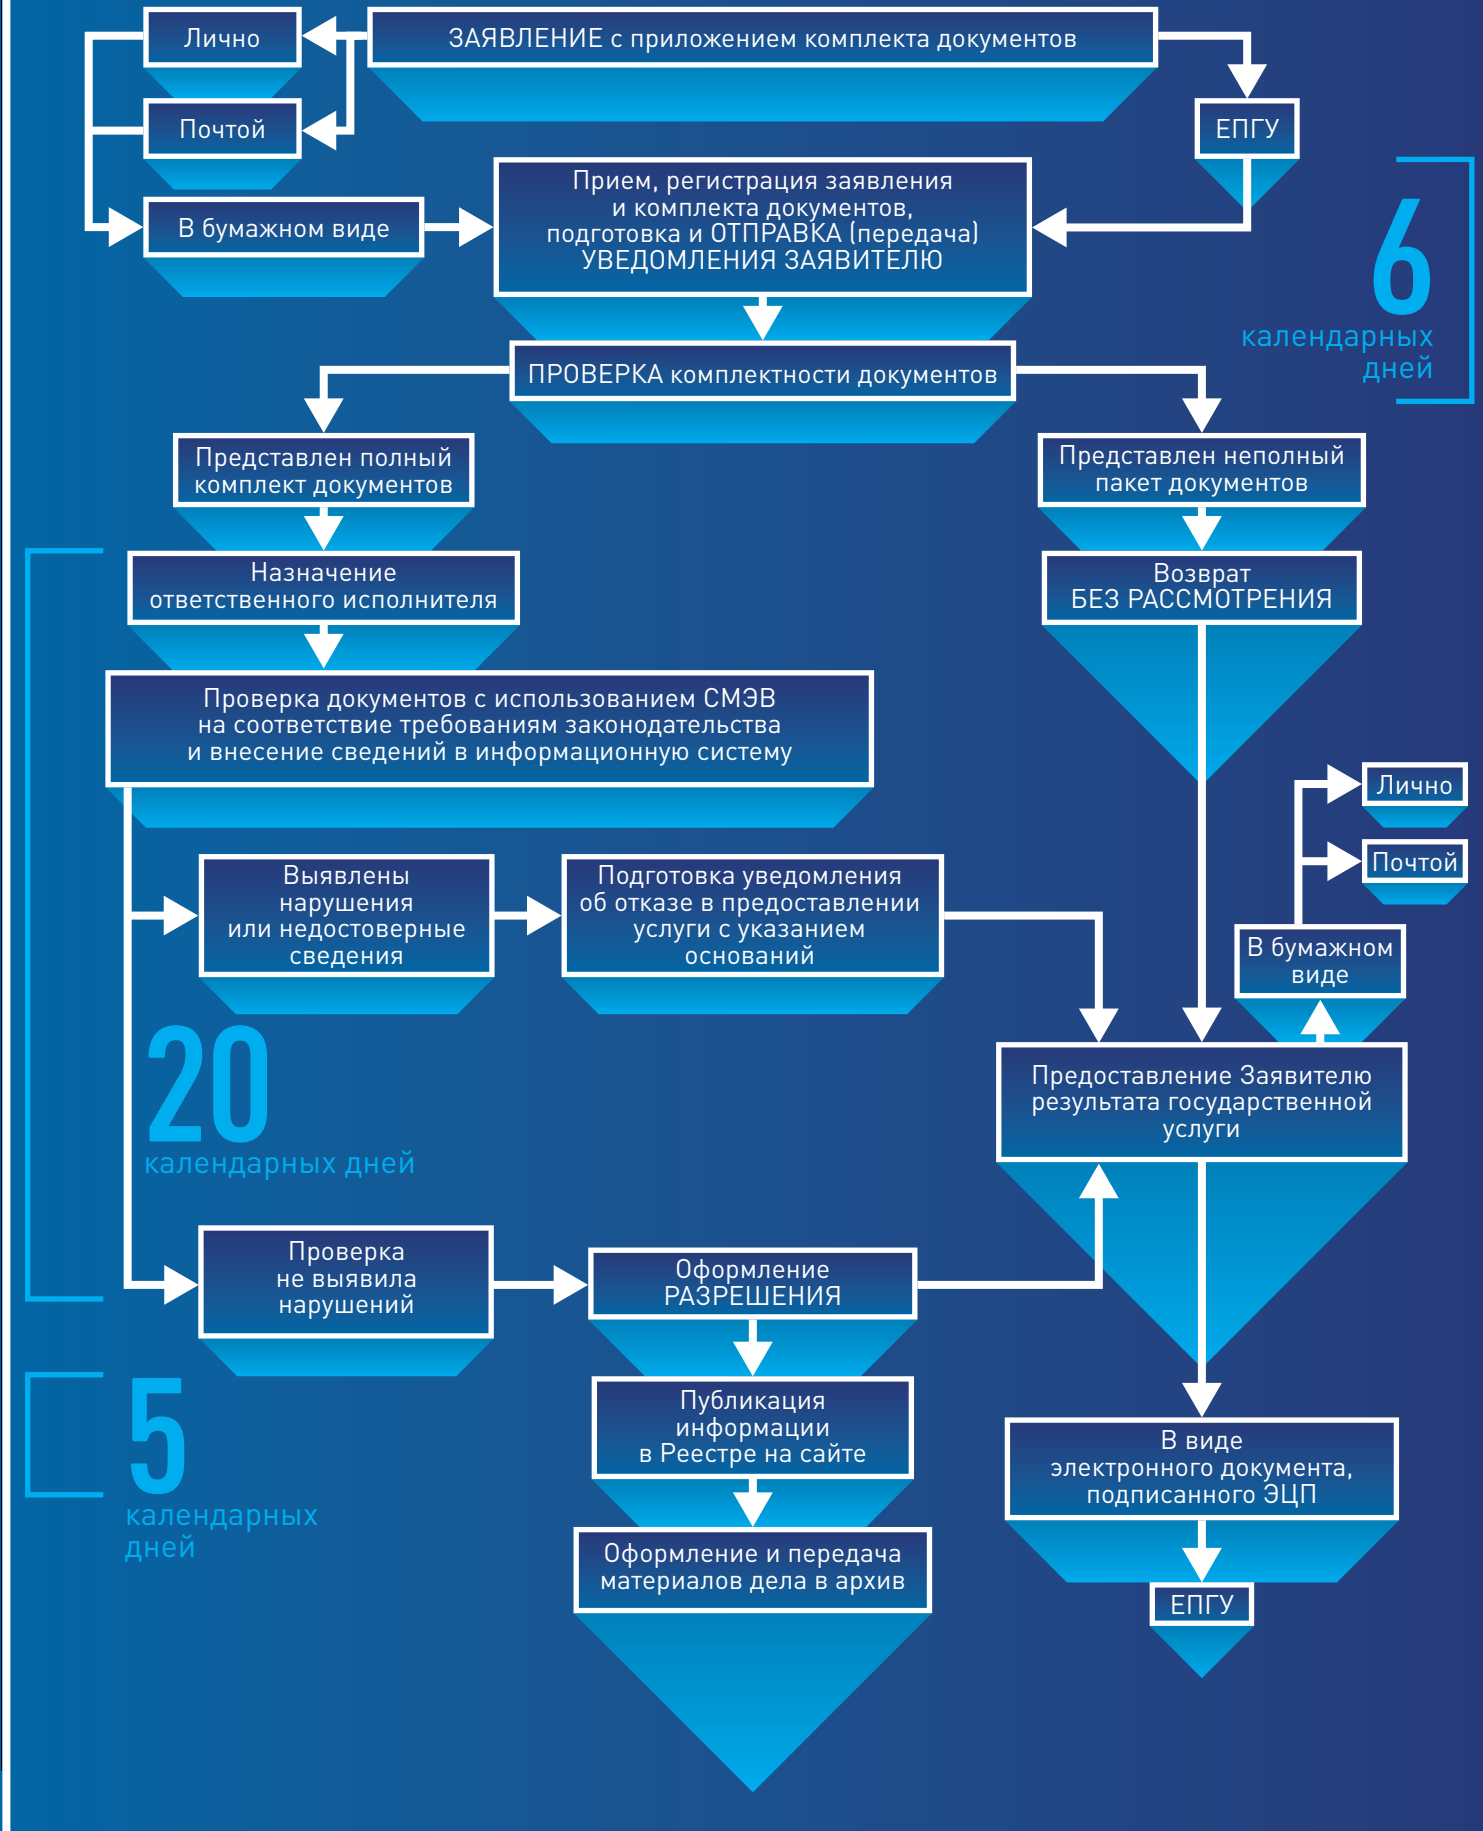 Лично
ЗАЯВЛЕНИЕ с приложением комплекта документов
Почтой
ЕПГУ
В бумажном виде
Прием, регистрация заявления
и комплекта документов,
подготовка и ОТПРАВКА (передача)
УВЕДОМЛЕНИЯ ЗАЯВИТЕЛЮ
6
календарных
дней
ПРОВЕРКА комплектности документов
Представлен полный
комплект документов
Представлен неполный
пакет документов
Назначение
ответственного исполнителя
Возврат
БЕЗ РАССМОТРЕНИЯ
Проверка документов с использованием СМЭВ
на соответствие требованиям законодательства
и внесение сведений в информационную систему
Лично
Почтой
Выявлены
нарушения
или недостоверные
сведения
Подготовка уведомления
об отказе в предоставлении
услуги с указанием
оснований
В бумажном
виде
20
календарных дней
Предоставление Заявителю
результата государственной
услуги
Проверка
не выявила
нарушений
Оформление
РАЗРЕШЕНИЯ
5
календарных
дней
Публикация
информации
в Реестре на сайте
В виде
электронного документа,
подписанного ЭЦП
Оформление и передача
материалов дела в архив
ЕПГУ